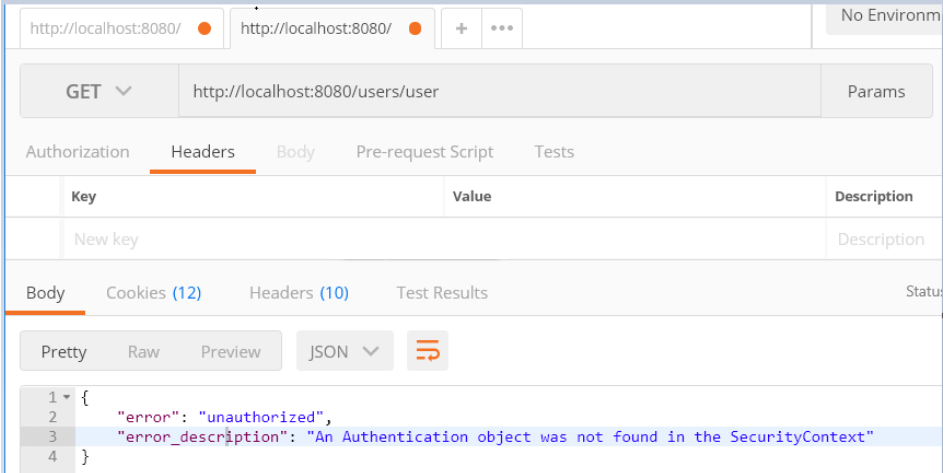 http://localhost:8080/ http://localhost:8080/ + ••• No Environm
GET http://localhost:8080/users/user Params
Authorization Headers Body Pre-request Script Tests
Key Value Description
New key Description
Body Cookies (12) Headers (10) Test Results Status
Pretty Raw Preview JSON
1 {
2 "error": "unauthorized",
3 "error_description": "An Authentication object was not found in the SecurityContext"
4 }